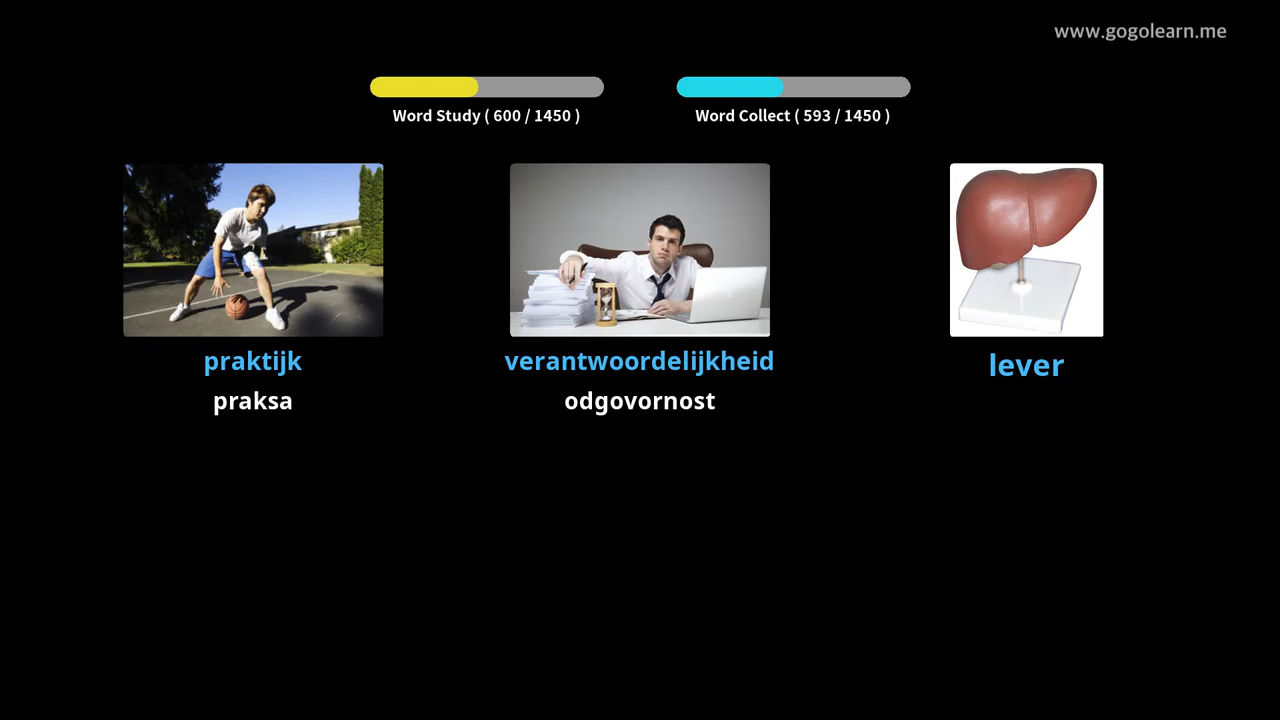 www.gogolearn.me
Word Study ( 600 / 1450 )
Word Collect ( 593 / 1450 )
praktijk
verantwoordelijkheid
lever
praksa
odgovornost